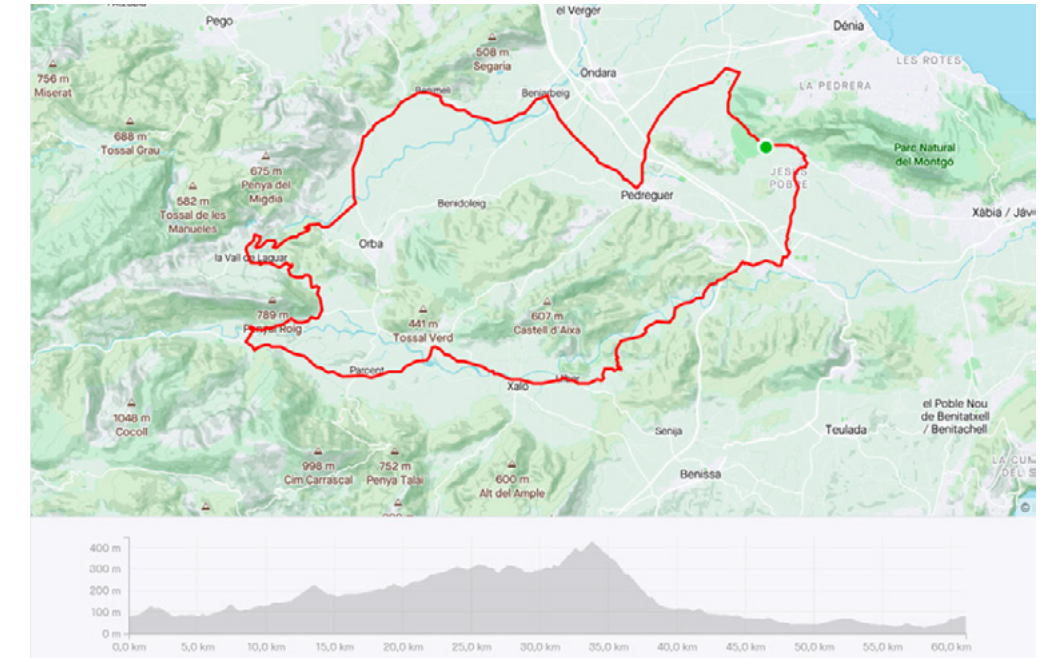 el Verger
Pego
Dénia
508 m
Segaria
LES ROTES
Ondara
756 m
Miserat
LA PEDRERA
Beniarbeig
688 m
Tossal Grau
Parc Natural
del Montgó
675 m
Penya del
Migdia
JESÚS
POBRE
582 m
Tossal de les
Manueles
Pedreguer
Benidoleig
Xàbia / Jáv
Orba
la Vall de Laguar
789 m
Penyal Roig
607 m
Castell d'Aixa
441 m
Tossal Verd
Parcent
Xaló
1048 m
Cocoll
el Poble Nou
de Benitatxell
/ Benitachell
Senija
Teulada
998 m
Cim Carrascal
752 m
Penya Talai
600 m
Alt del Ample
Benissa
LA CUM
DEL S
©
400 m
300 m
200 m
100 m
0 m
0,0 km 5,0 km 10,0 km 15,0 km 20,0 km 25,0 km 30,0 km 35,0 km 40,0 km 45,0 km 50,0 km 55,0 km 60,0 km